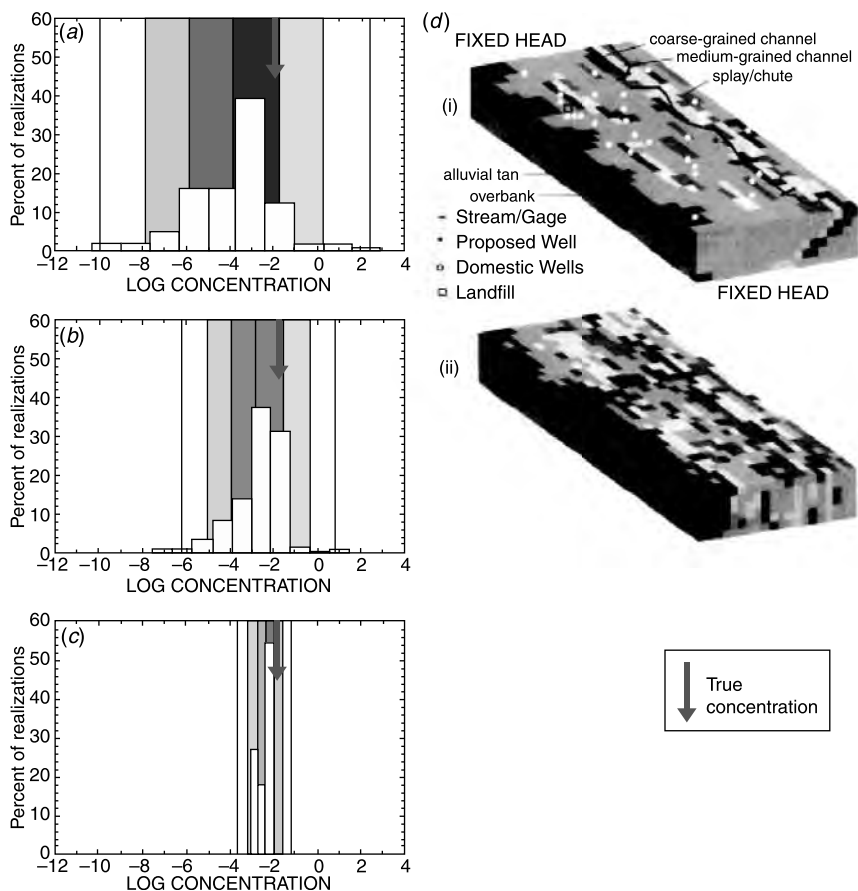 (a)
60
50
40
30
20
10
0
Percent of realizations
−12 −10 −8 −6 −4 −2 0 2 4
LOG CONCENTRATION
(b)
60
50
40
30
20
10
0
Percent of realizations
−12 −10 −8 −6 −4 −2 0 2 4
LOG CONCENTRATION
(c)
60
50
40
30
20
10
0
Percent of realizations
−12 −10 −8 −6 −4 −2 0 2 4
LOG CONCENTRATION
(d)
FIXED HEAD
coarse-grained channel
medium-grained channel
splay/chute
(i)
alluvial tan
overbank
Stream/Gage
Proposed Well
Domestic Wells
Landfill
FIXED HEAD
(ii)
True
concentration